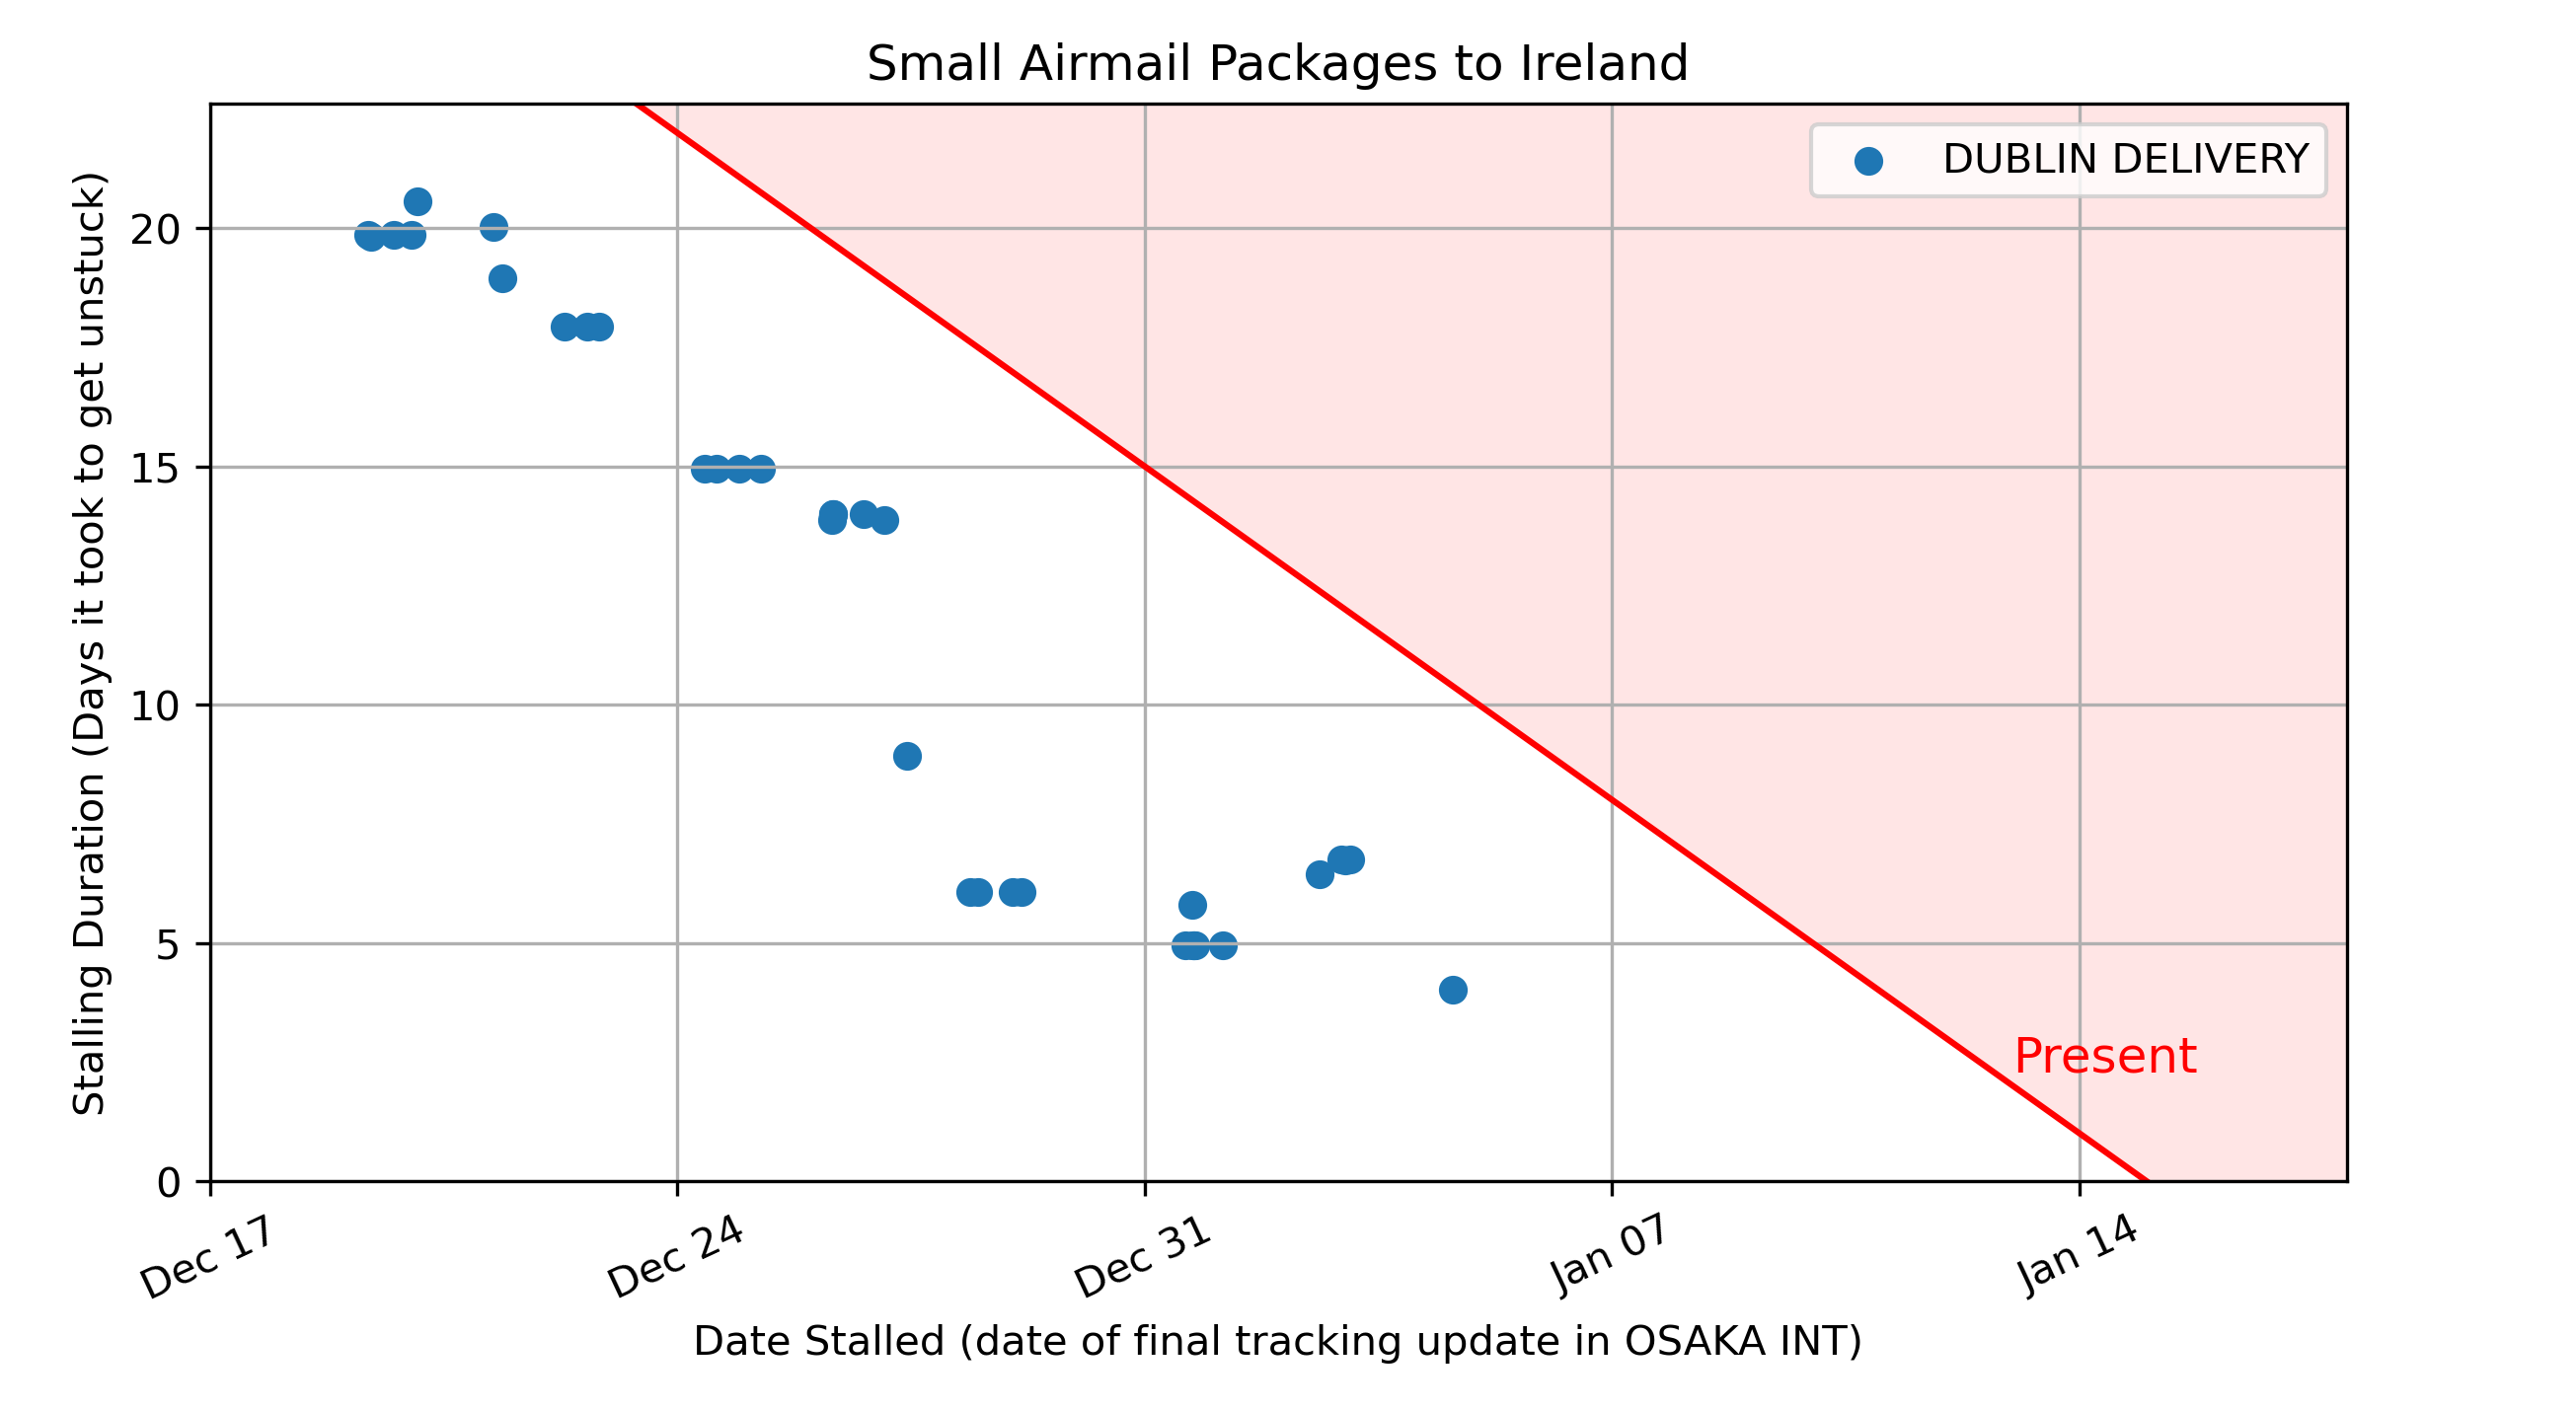 Small Airmail Packages to Ireland
DUBLIN DELIVERY
Stalling Duration (Days it took to get unstuck)
20
15
10
5
0
Present
Dec 17
Dec 24
Dec 31
Jan 07
Jan 14
Date Stalled (date of final tracking update in OSAKA INT)